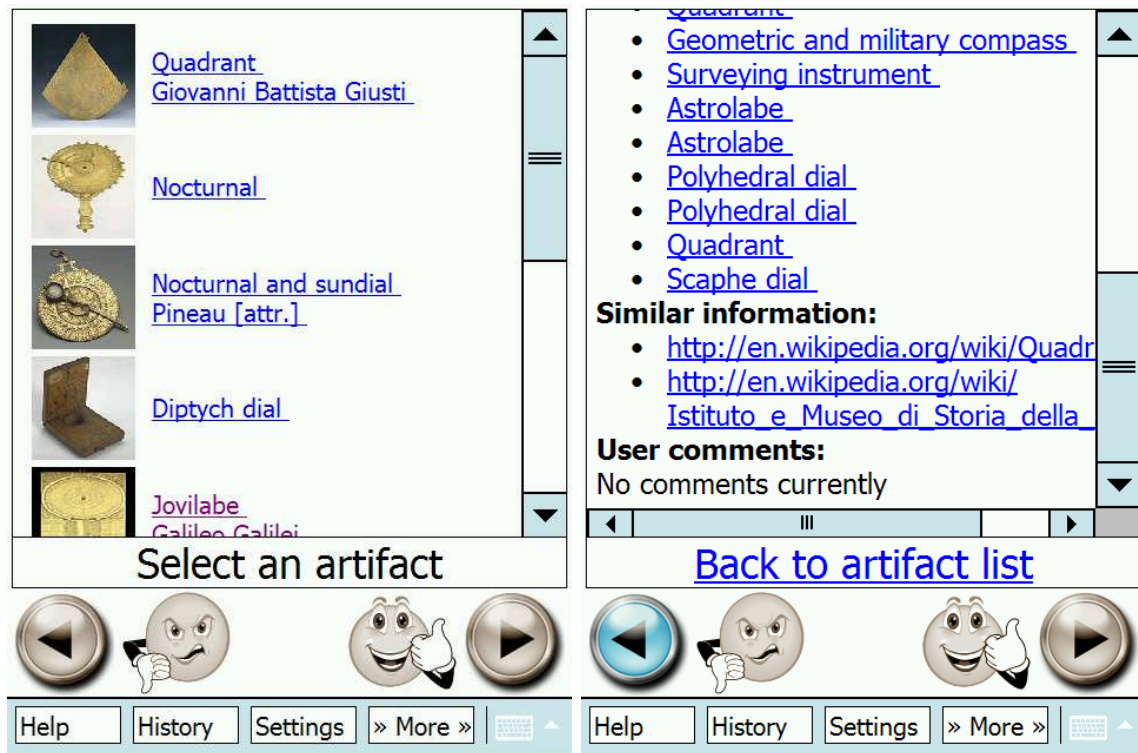 Quadrant
Giovanni Battista Giusti
Nocturnal
Nocturnal and sundial
Pineau [attr.]
Diptych dial
Jovilabe
Galileo Galilei
Select an artifact
Help
History
Settings
» More »
Quadrant
• Geometric and military compass
• Surveying instrument
• Astrolabe
• Astrolabe
• Polyhedral dial
• Polyhedral dial
• Quadrant
• Scaphe dial
Similar information:
• http://en.wikipedia.org/wiki/Quadr
• http://en.wikipedia.org/wiki/
Istituto_e_Museo_di_Storia_della_
User comments:
No comments currently
Back to artifact list
Help
History
Settings
» More »